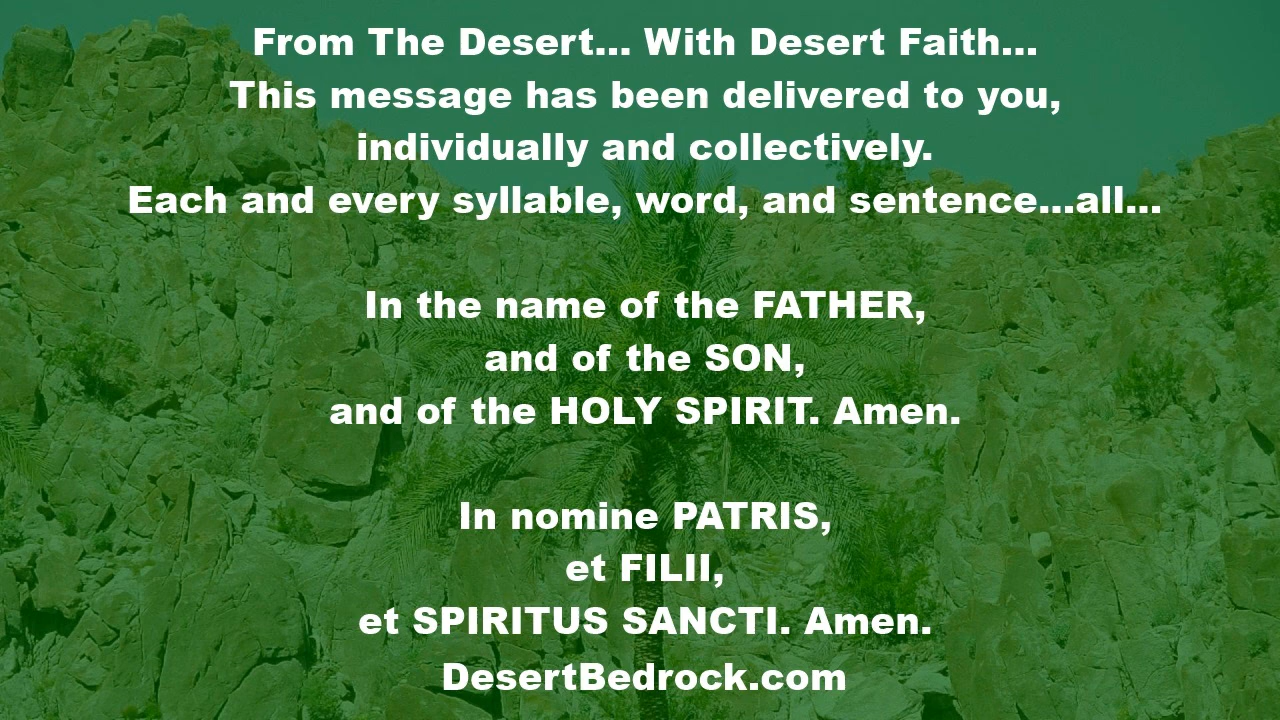 From The Desert... With Desert Faith...
This message has been delivered to you,
individually and collectively.
Each and every syllable, word, and sentence...all...
In the name of the FATHER,
and of the SON,
and of the HOLY SPIRIT. Amen.
In nomine PATRIS,
et FILII,
et SPIRITUS SANCTI. Amen.
DesertBedrock.com